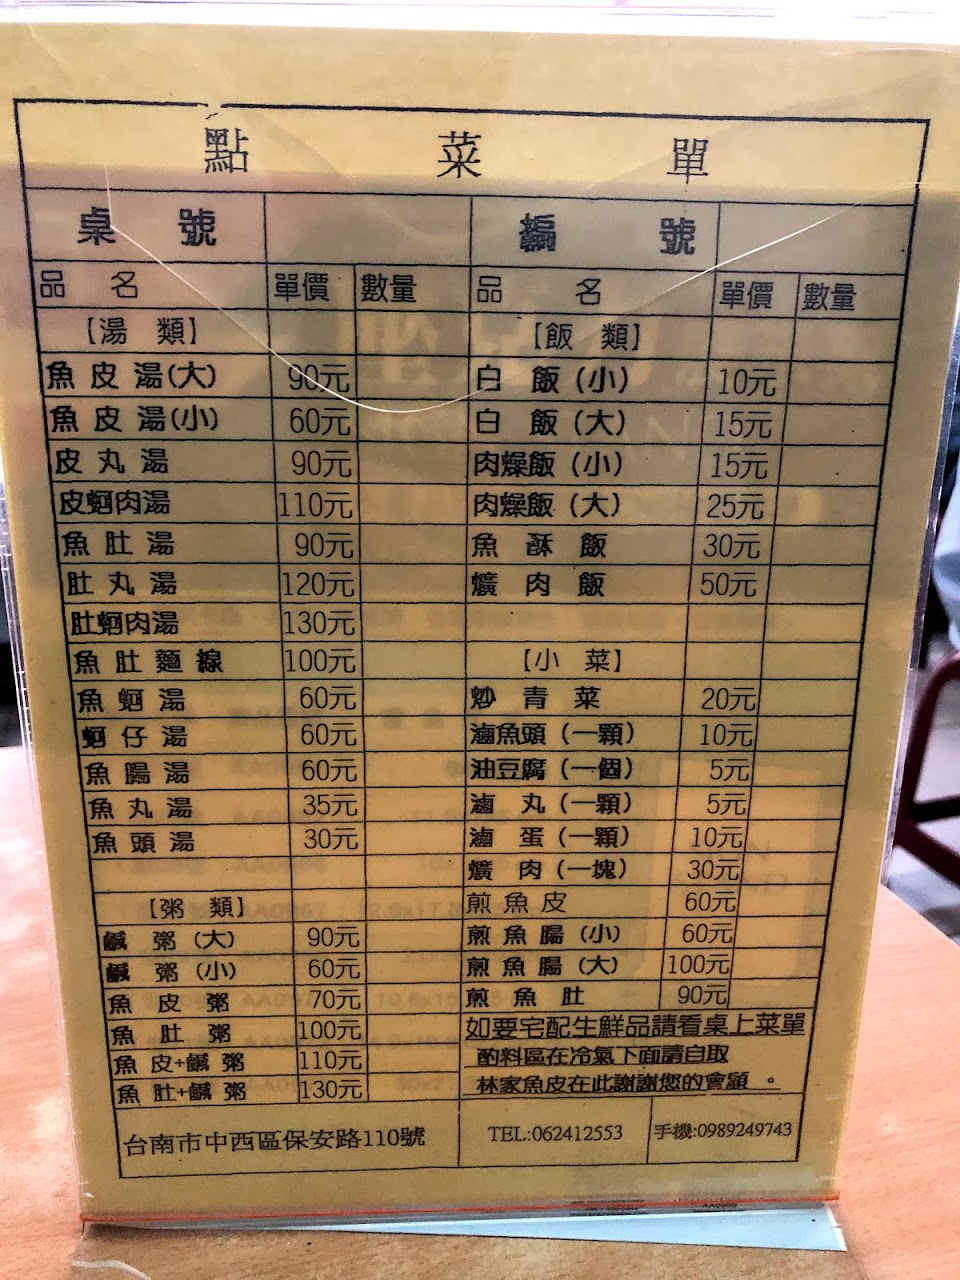 點菜單
桌號 編號
品名 單價 數量 品名 單價 數量
【湯類】 【飯類】
魚皮湯(大) 90元 白飯(小) 10元
魚皮湯(小) 60元 白飯(大) 15元
皮丸湯 90元 肉燥飯(小) 15元
皮蚵肉湯 110元 肉燥飯(大) 25元
魚肚湯 90元 魚酥飯 30元
肚丸湯 120元 爌肉飯 50元
肚蚵肉湯 130元
魚肚麵線 100元 【小菜】
魚蚵湯 60元 炒青菜 20元
蚵仔湯 60元 滷魚頭(一顆) 10元
魚腸湯 60元 油豆腐(一個) 5元
魚丸湯 35元 滷丸(一顆) 5元
魚頭湯 30元 滷蛋(一顆) 10元
爌肉(一塊) 30元
【粥類】 煎魚皮 60元
鹹粥(大) 90元 煎魚腸(小) 60元
鹹粥(小) 60元 煎魚腸(大) 100元
魚皮粥 70元 煎魚肚 90元
魚肚粥 100元 如要宅配生鮮品請看桌上菜單
魚皮+鹹粥 110元 酌料區在冷氣下面請自取
魚肚+鹹粥 130元 林家魚皮在此謝謝您的會顧。
台南市中西區保安路110號 TEL:062412553 手機:0989249743